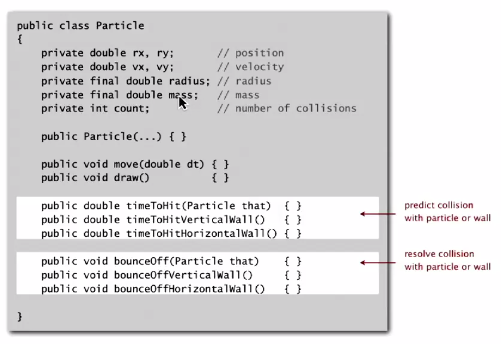 public class Particle
{
    private double rx, ry;       // position
    private double vx, vy;       // velocity
    private final double radius; // radius
    private final double mass;   // mass
    private int count;           // number of collisions
    public Particle(...) { }
    public void move(double dt) { }
    public void draw()          { }
    public double timeToHit(Particle that)  { }
    public double timeToHitVerticalWall()   { }
    public double timeToHitHorizontalWall() { }
predict collision
with particle or wall
    public void bounceOff(Particle that)    { }
    public void bounceOffVerticalWall()     { }
    public void bounceOffHorizontalWall()   { }
resolve collision
with particle or wall
}